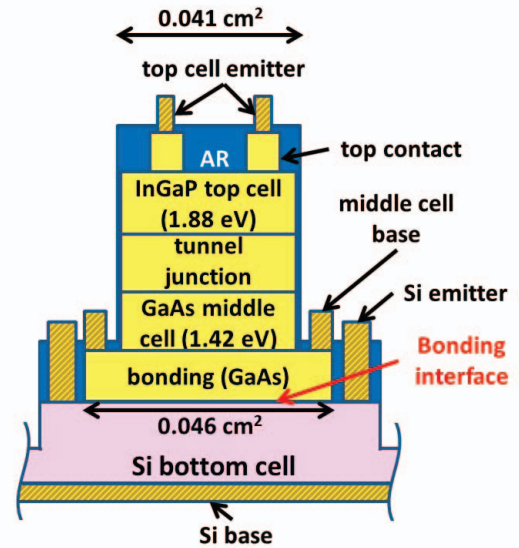 0.041 cm²
top cell emitter
AR
top contact
InGaP top cell
(1.88 eV)
middle cell
base
tunnel
junction
Si emitter
GaAs middle
cell (1.42 eV)
Bonding
interface
bonding (GaAs)
0.046 cm²
Si bottom cell
Si base